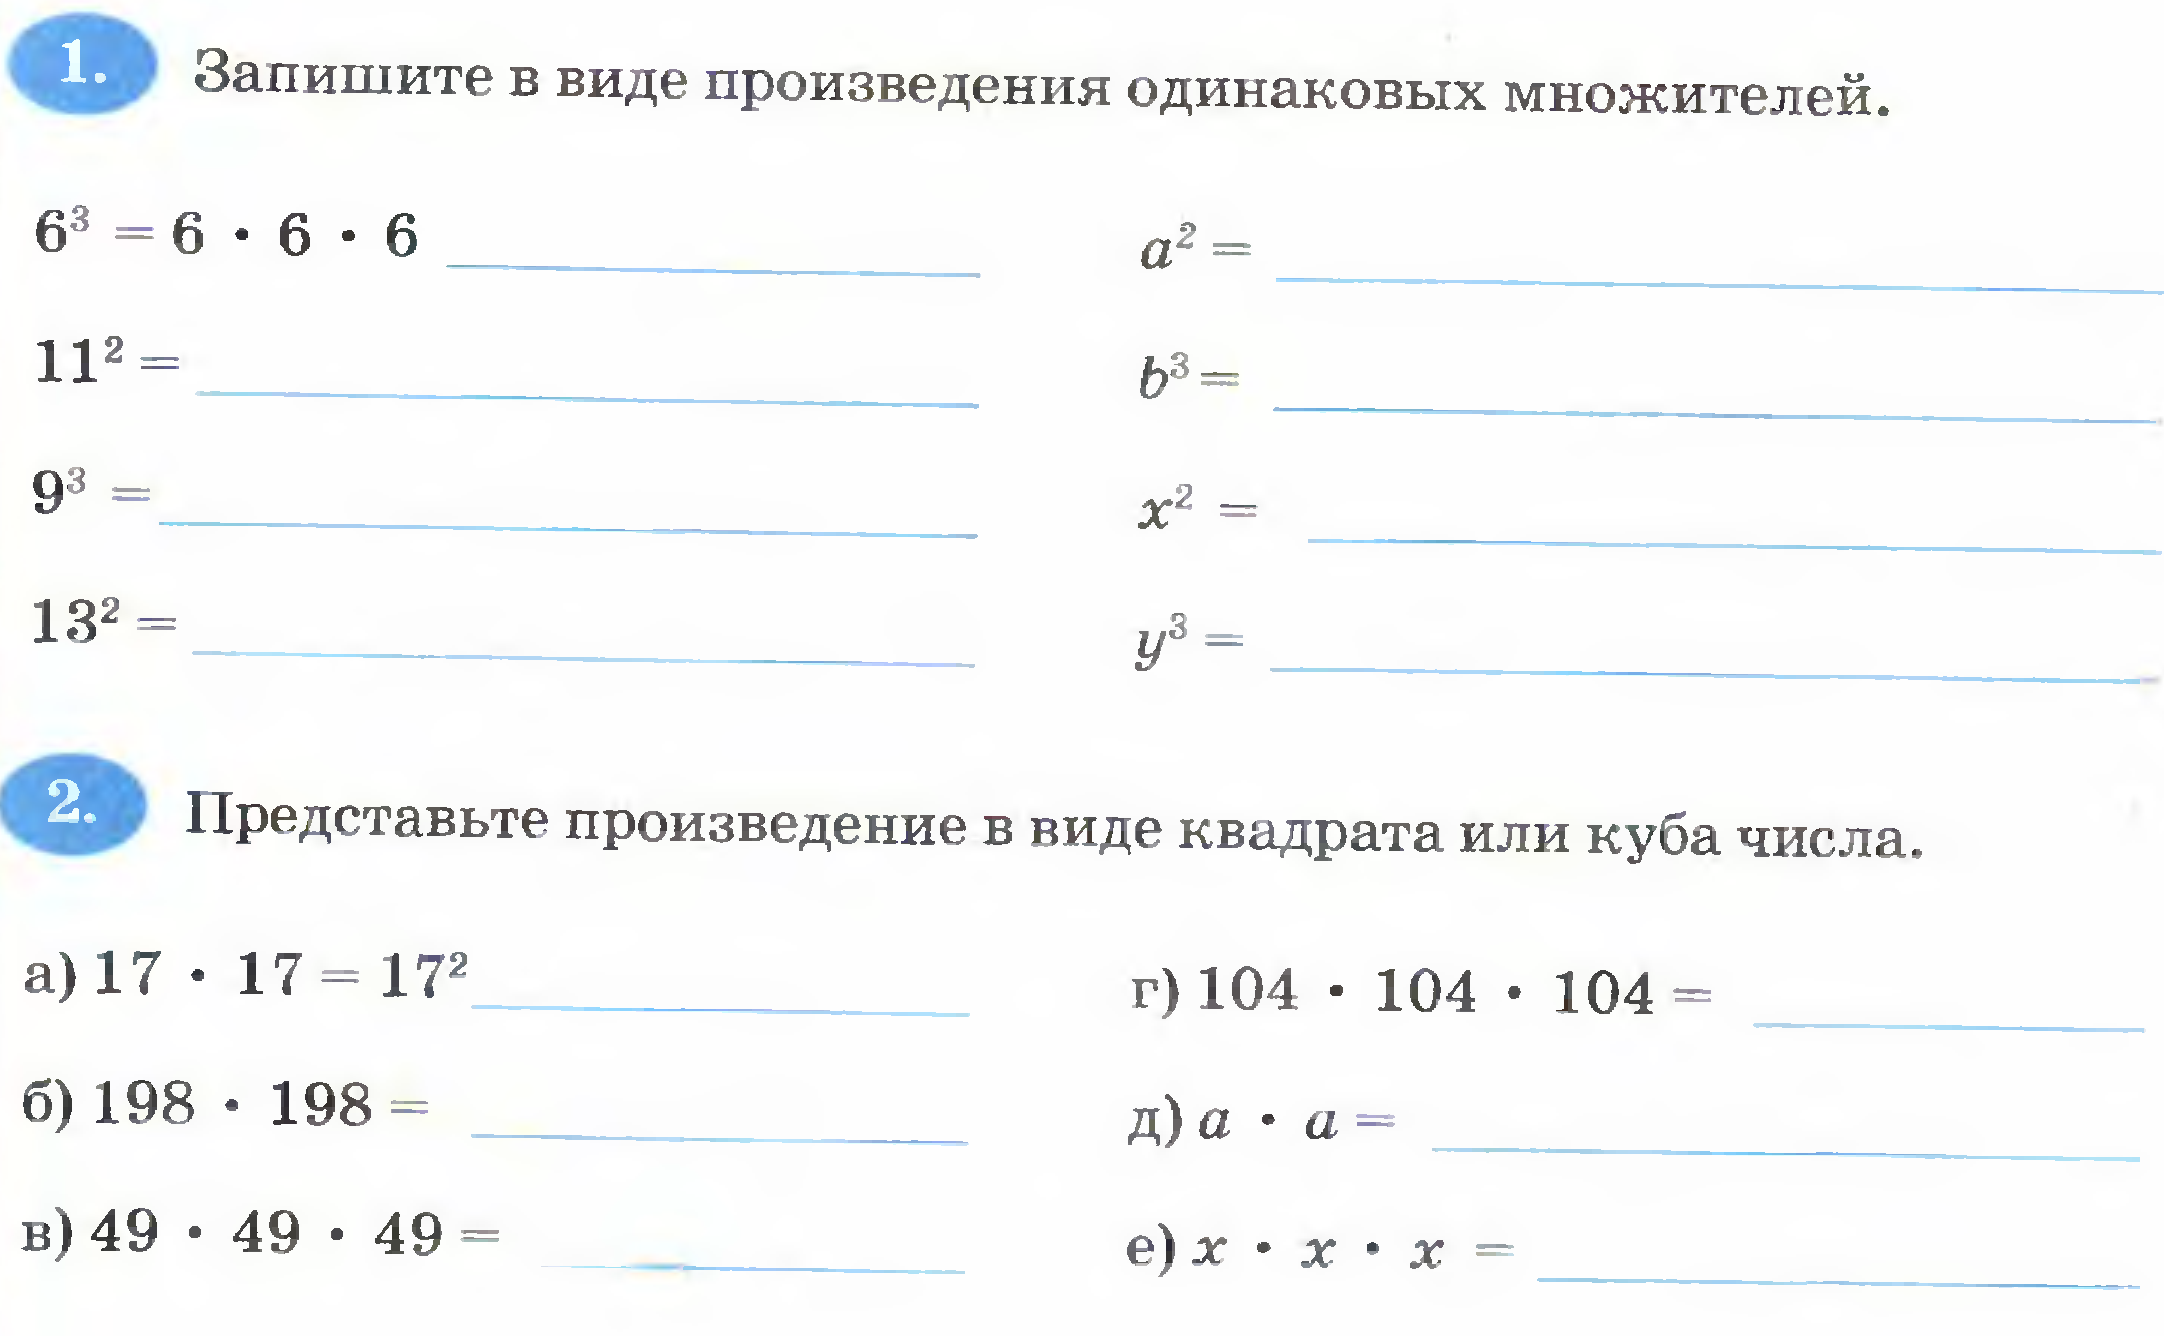 1. Запишите в виде произведения одинаковых множителей.
6³ = 6 · 6 · 6
a² =
11² =
b³ =
9³ =
x² =
13² =
y³ =
2. Представьте произведение в виде квадрата или куба числа.
а) 17 · 17 = 17²
г) 104 · 104 · 104 =
б) 198 · 198 =
д) a · a =
в) 49 · 49 · 49 =
е) x · x · x =